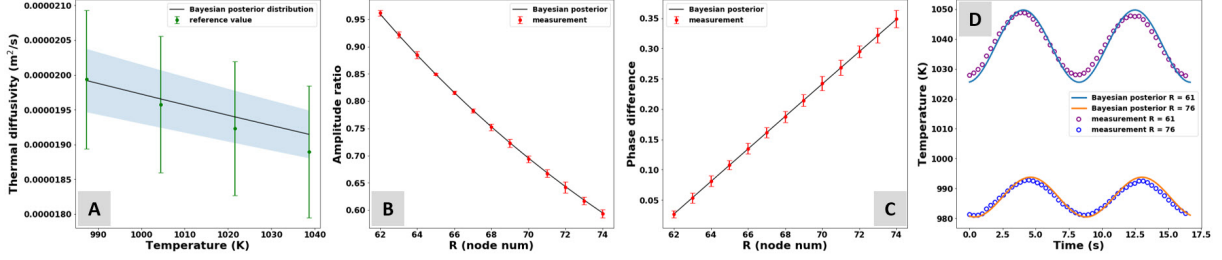 Thermal diffusivity (m²/s)
0.0000210
0.0000205
0.0000200
0.0000195
0.0000190
0.0000185
0.0000180
Bayesian posterior distribution
reference value
A
990 1000 1010 1020 1030 1040
Temperature (K)
Amplitude ratio
0.95
0.90
0.85
0.80
0.75
0.70
0.65
0.60
Bayesian posterior
measurement
B
62 64 66 68 70 72 74
R (node num)
Phase difference
0.35
0.30
0.25
0.20
0.15
0.10
0.05
Bayesian posterior
measurement
C
62 64 66 68 70 72 74
R (node num)
Temperature (K)
1050
1040
1030
1020
1010
1000
990
980
D
Bayesian posterior R = 61
Bayesian posterior R = 76
measurement R = 61
measurement R = 76
0.0 2.5 5.0 7.5 10.0 12.5 15.0 17.5
Time (s)